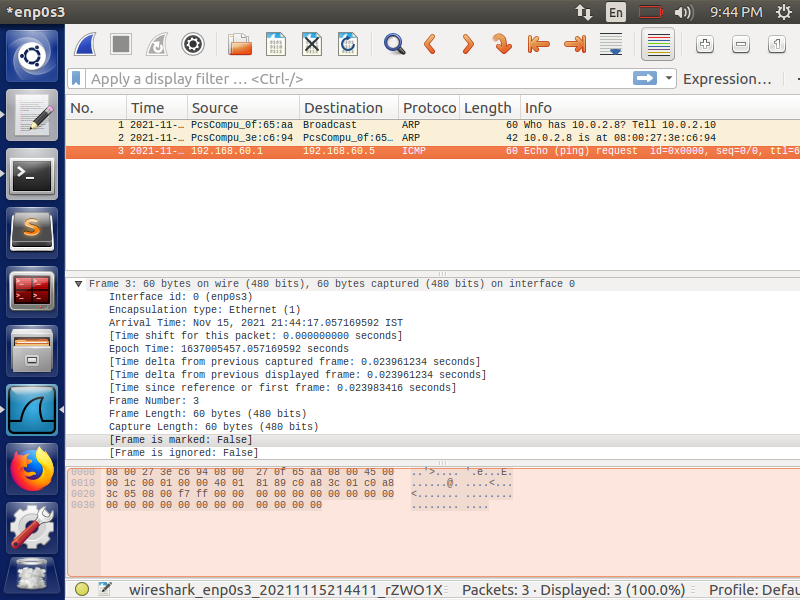 *enp0s3
En
9:44 PM
Apply a display filter … <Ctrl-/>
Expression…
No. Time Source Destination Protoco Length Info
1 2021-11-… PcsCompu_0f:65:aa Broadcast ARP 60 Who has 10.0.2.8? Tell 10.0.2.10
2 2021-11-… PcsCompu_3e:c6:94 PcsCompu_0f:65… ARP 42 10.0.2.8 is at 08:00:27:3e:c6:94
3 2021-11-… 192.168.60.1 192.168.60.5 ICMP 60 Echo (ping) request id=0x0000, seq=0/0, ttl=6
Frame 3: 60 bytes on wire (480 bits), 60 bytes captured (480 bits) on interface 0
Interface id: 0 (enp0s3)
Encapsulation type: Ethernet (1)
Arrival Time: Nov 15, 2021 21:44:17.057169592 IST
[Time shift for this packet: 0.000000000 seconds]
Epoch Time: 1637005457.057169592 seconds
[Time delta from previous captured frame: 0.023961234 seconds]
[Time delta from previous displayed frame: 0.023961234 seconds]
[Time since reference or first frame: 0.023983416 seconds]
Frame Number: 3
Frame Length: 60 bytes (480 bits)
Capture Length: 60 bytes (480 bits)
[Frame is marked: False]
[Frame is ignored: False]
0000 08 00 27 3e c6 94 08 00 27 0f 65 aa 08 00 45 00 ..'>.... '.e...E.
0010 00 1c 00 01 00 00 40 01 81 89 c0 a8 3c 01 c0 a8 ......@. ....<...
0020 3c 05 08 00 f7 ff 00 00 00 00 00 00 00 00 00 00 <....... ........
0030 00 00 00 00 00 00 00 00 00 00 00 00 ........ ....
wireshark_enp0s3_20211115214411_rZWO1X Packets: 3 · Displayed: 3 (100.0%) Profile: Defau